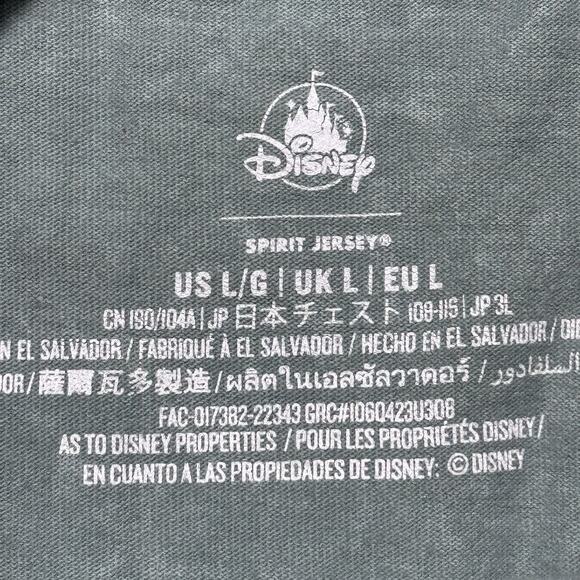 Disney
SPIRIT JERSEY®
US L/G | UK L | EU L
CN 180/104A | JP 日本チェスト 109-116 | JP 3L
EN EL SALVADOR / FABRIQUÉ À EL SALVADOR / HECHO EN EL SALVADOR /
/ 薩爾瓦多製造 / ผลิตในเอลซัลวาดอร์ / السلفادور
FAC-017382-22343 GRC#1060423U308
AS TO DISNEY PROPERTIES / POUR LES PROPRIÉTÉS DISNEY /
EN CUANTO A LAS PROPIEDADES DE DISNEY: © DISNEY